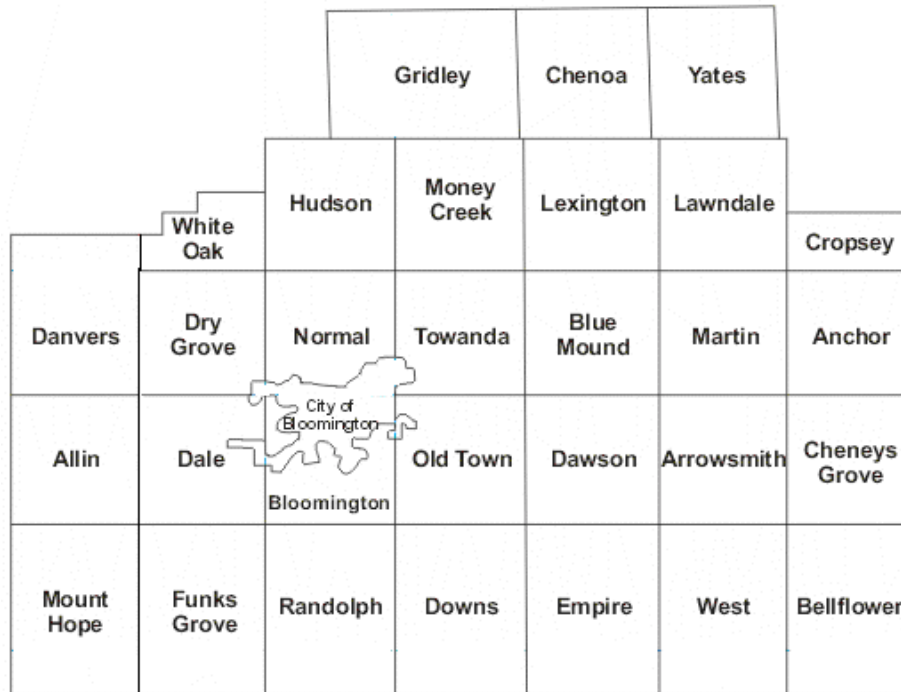 Gridley
Chenoa
Yates
Hudson
Money
Creek
Lexington
Lawndale
White
Oak
Cropsey
Danvers
Dry
Grove
Normal
Towanda
Blue
Mound
Martin
Anchor
City of
Bloomington
Allin
Dale
Old Town
Dawson
Arrowsmith
Cheneys
Grove
Bloomington
Mount
Hope
Funks
Grove
Randolph
Downs
Empire
West
Bellflower